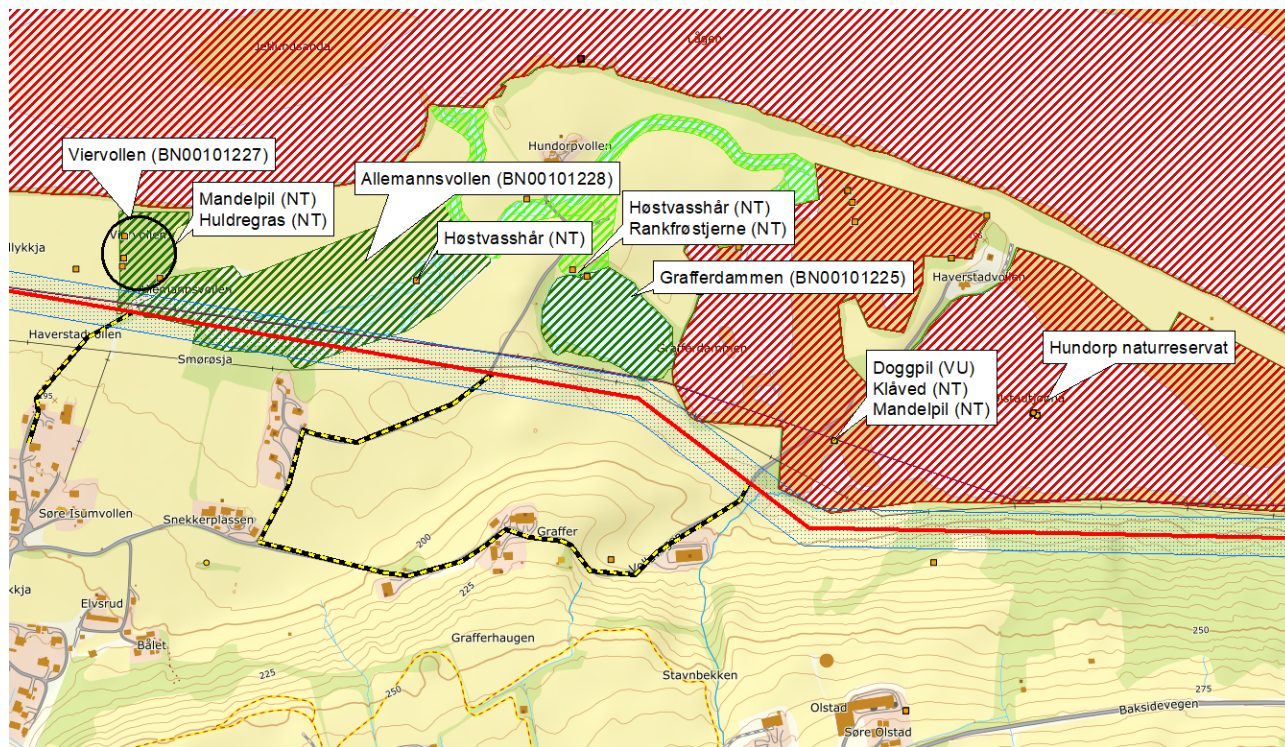 Lågen
Hundorpvollen
Viervollen (BN00101227)
Allemannsvollen (BN00101228)
Mandelpil (NT)
Huldregras (NT)
Høstvasshår (NT)
Rankfrøstjerne (NT)
Høstvasshår (NT)
Grafferdammen (BN00101225)
Haverstadvollen
Grafferdammen
Smørøsja
Hundorp naturreservat
Doggpil (VU)
Klåved (NT)
Mandelpil (NT)
195
Søre Isumvollen
Snekkerplassen
Graffer
200
225
Elvsrud
Bålet
Grafferhaugen
225
250
Stavnbekken
250
275
Olstad
Søre Olstad
Baksidevegen